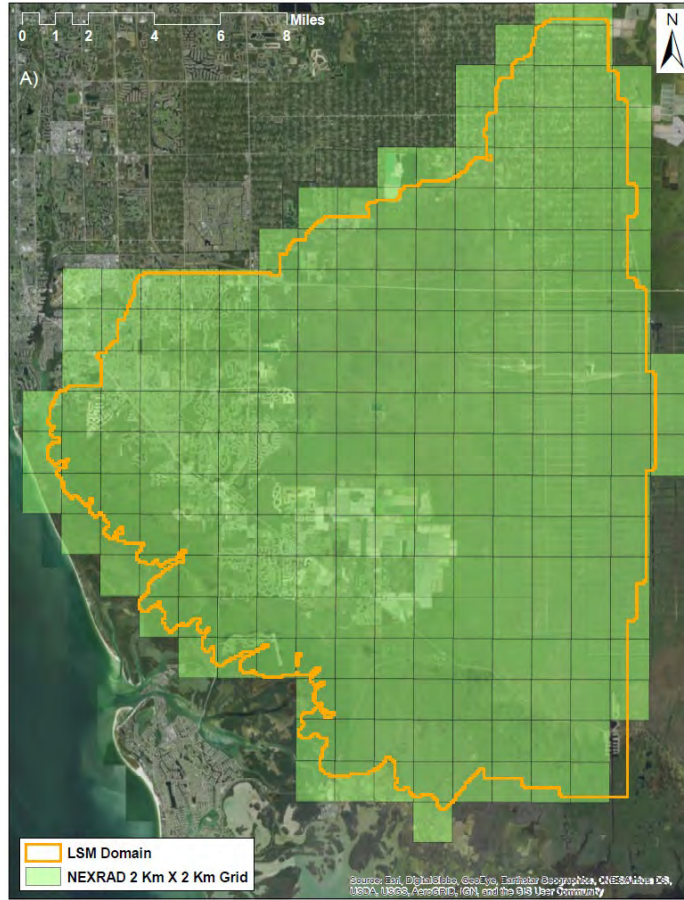 Miles
0 1 2 4 6 8
N
A)
LSM Domain
NEXRAD 2 Km X 2 Km Grid
Source: Esri, DigitalGlobe, GeoEye, Earthstar Geographics, CNES/Airbus DS,
USDA, USGS, AeroGRID, IGN, and the GIS User Community